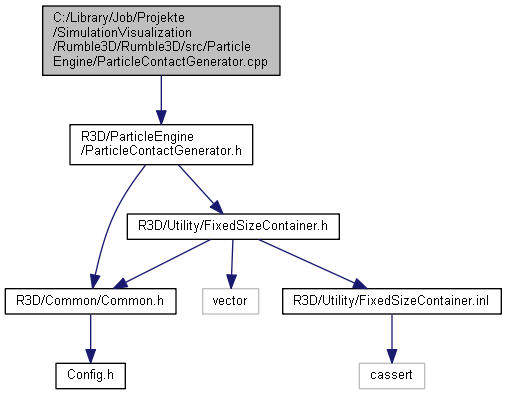 C:/Library/Job/Projekte
/SimulationVisualization
/Rumble3D/Rumble3D/src/Particle
Engine/ParticleContactGenerator.cpp
R3D/ParticleEngine
/ParticleContactGenerator.h
R3D/Utility/FixedSizeContainer.h
R3D/Common/Common.h
vector
R3D/Utility/FixedSizeContainer.inl
Config.h
cassert